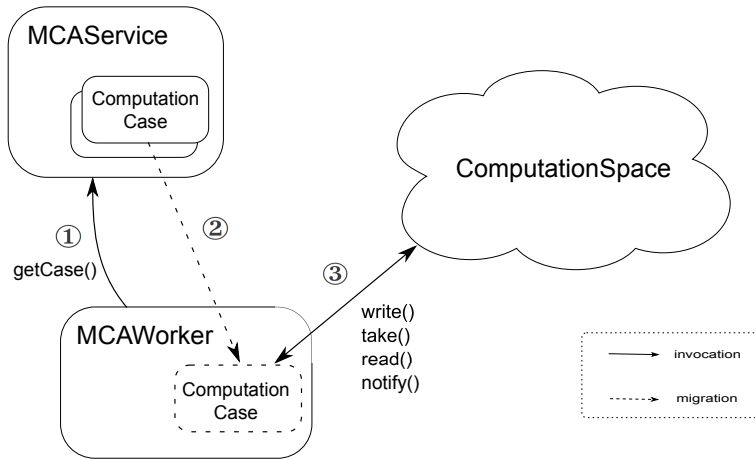 MCAService
Computation
Case
ComputationSpace
①
②
getCase()
③
write()
take()
read()
notify()
MCAWorker
Computation
Case
invocation
migration